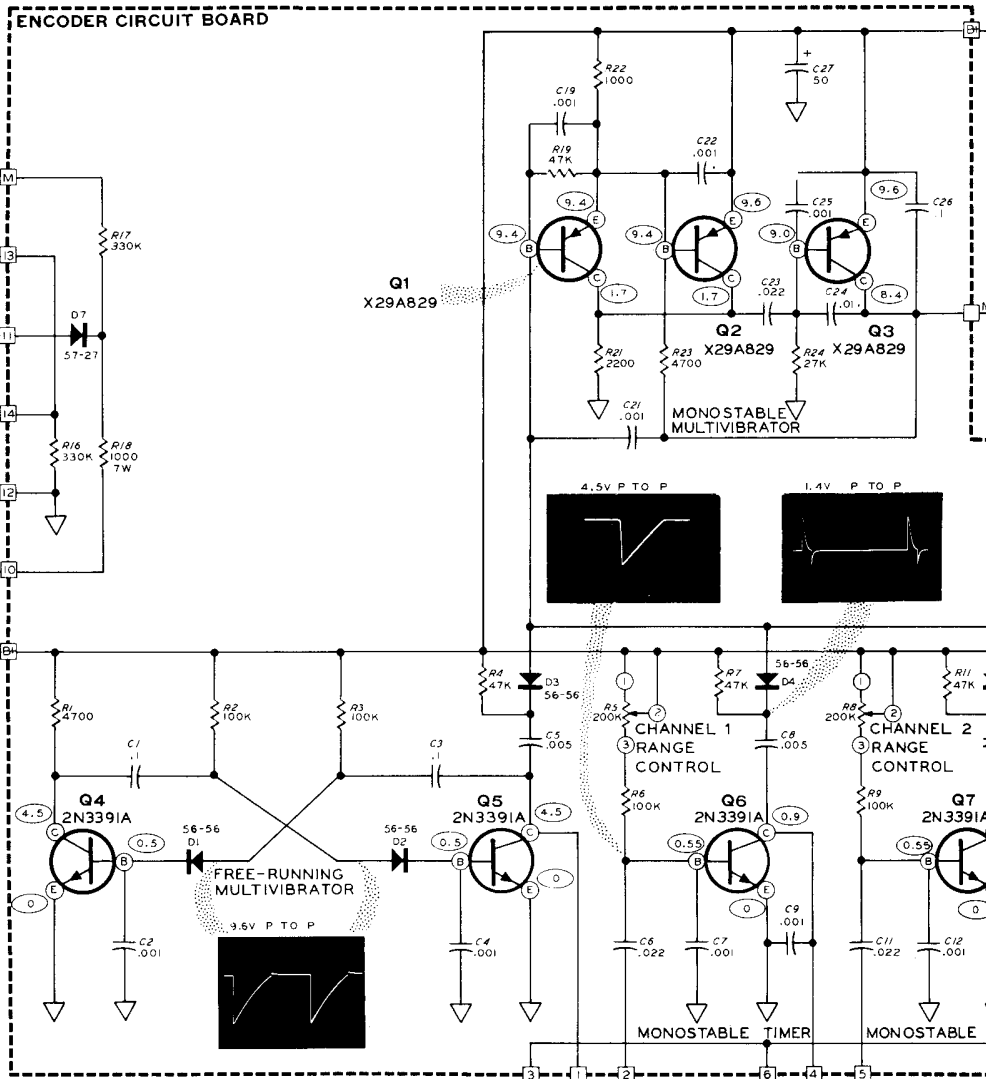 ENCODER CIRCUIT BOARD
B+
R22
1000
+
C27
50
C19
.001
R19
47K
C22
.001
M
R17
330K
9.4
E
9.6
E
C25
.001
9.6
E
C26
.1
13
9.4
B
9.4
B
9.0
B
Q1
X29A829
C
1.7
C
1.7
C23
.022
C24
.01
C
8.4
D7
11
57-27
Q2
X29A829
Q3
X29A829
R21
2200
R23
4700
R24
27K
C21
.001
MONOSTABLE
MULTIVIBRATOR
14
R16
330K
R18
1000
7W
12
4.5V P TO P
1.4V P TO P
10
B+
R1
4700
R2
100K
R3
100K
R4
47K
D3
56-56
1
R5
200K
2
3
CHANNEL 1
RANGE
CONTROL
R7
47K
56-56
D4
1
R8
200K
2
3
CHANNEL 2
RANGE
CONTROL
R11
47K
C1
.1
C3
.1
C5
.005
C8
.005
R6
100K
R9
100K
Q4
2N3391A
Q5
2N3391A
Q6
2N3391A
Q7
2N3391A
4.5
C
0.5
B
56-56
D1
56-56
D2
0.5
B
C
4.5
0.55
B
C
0.9
0.55
B
E
0
FREE-RUNNING
MULTIVIBRATOR
E
0
E
0
0
9.6V P TO P
C2
.001
C4
.001
C6
.022
C7
.001
C9
.001
C11
.022
C12
.001
MONOSTABLE TIMER
MONOSTABLE
3
1
2
6
4
5